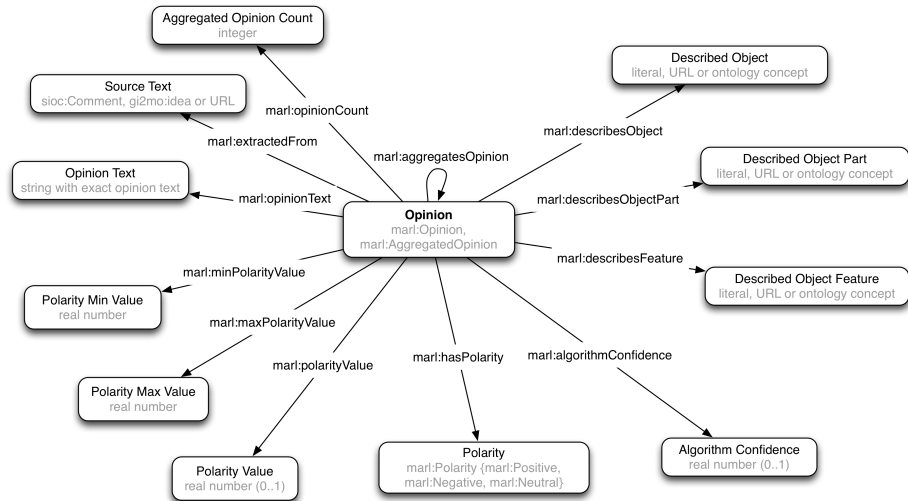 Aggregated Opinion Count
integer
Described Object
literal, URL or ontology concept
Source Text
sioc:Comment, gi2mo:idea or URL
marl:opinionCount
marl:describesObject
marl:extractedFrom
marl:aggregatesOpinion
Described Object Part
literal, URL or ontology concept
Opinion Text
string with exact opinion text
marl:opinionText
marl:describesObjectPart
Opinion
marl:Opinion,
marl:AggregatedOpinion
marl:describesFeature
marl:minPolarityValue
Described Object Feature
literal, URL or ontology concept
Polarity Min Value
real number
marl:maxPolarityValue
marl:hasPolarity
marl:algorithmConfidence
marl:polarityValue
Polarity Max Value
real number
Polarity
marl:Polarity {marl:Positive,
marl:Negative, marl:Neutral}
Algorithm Confidence
real number (0..1)
Polarity Value
real number (0..1)